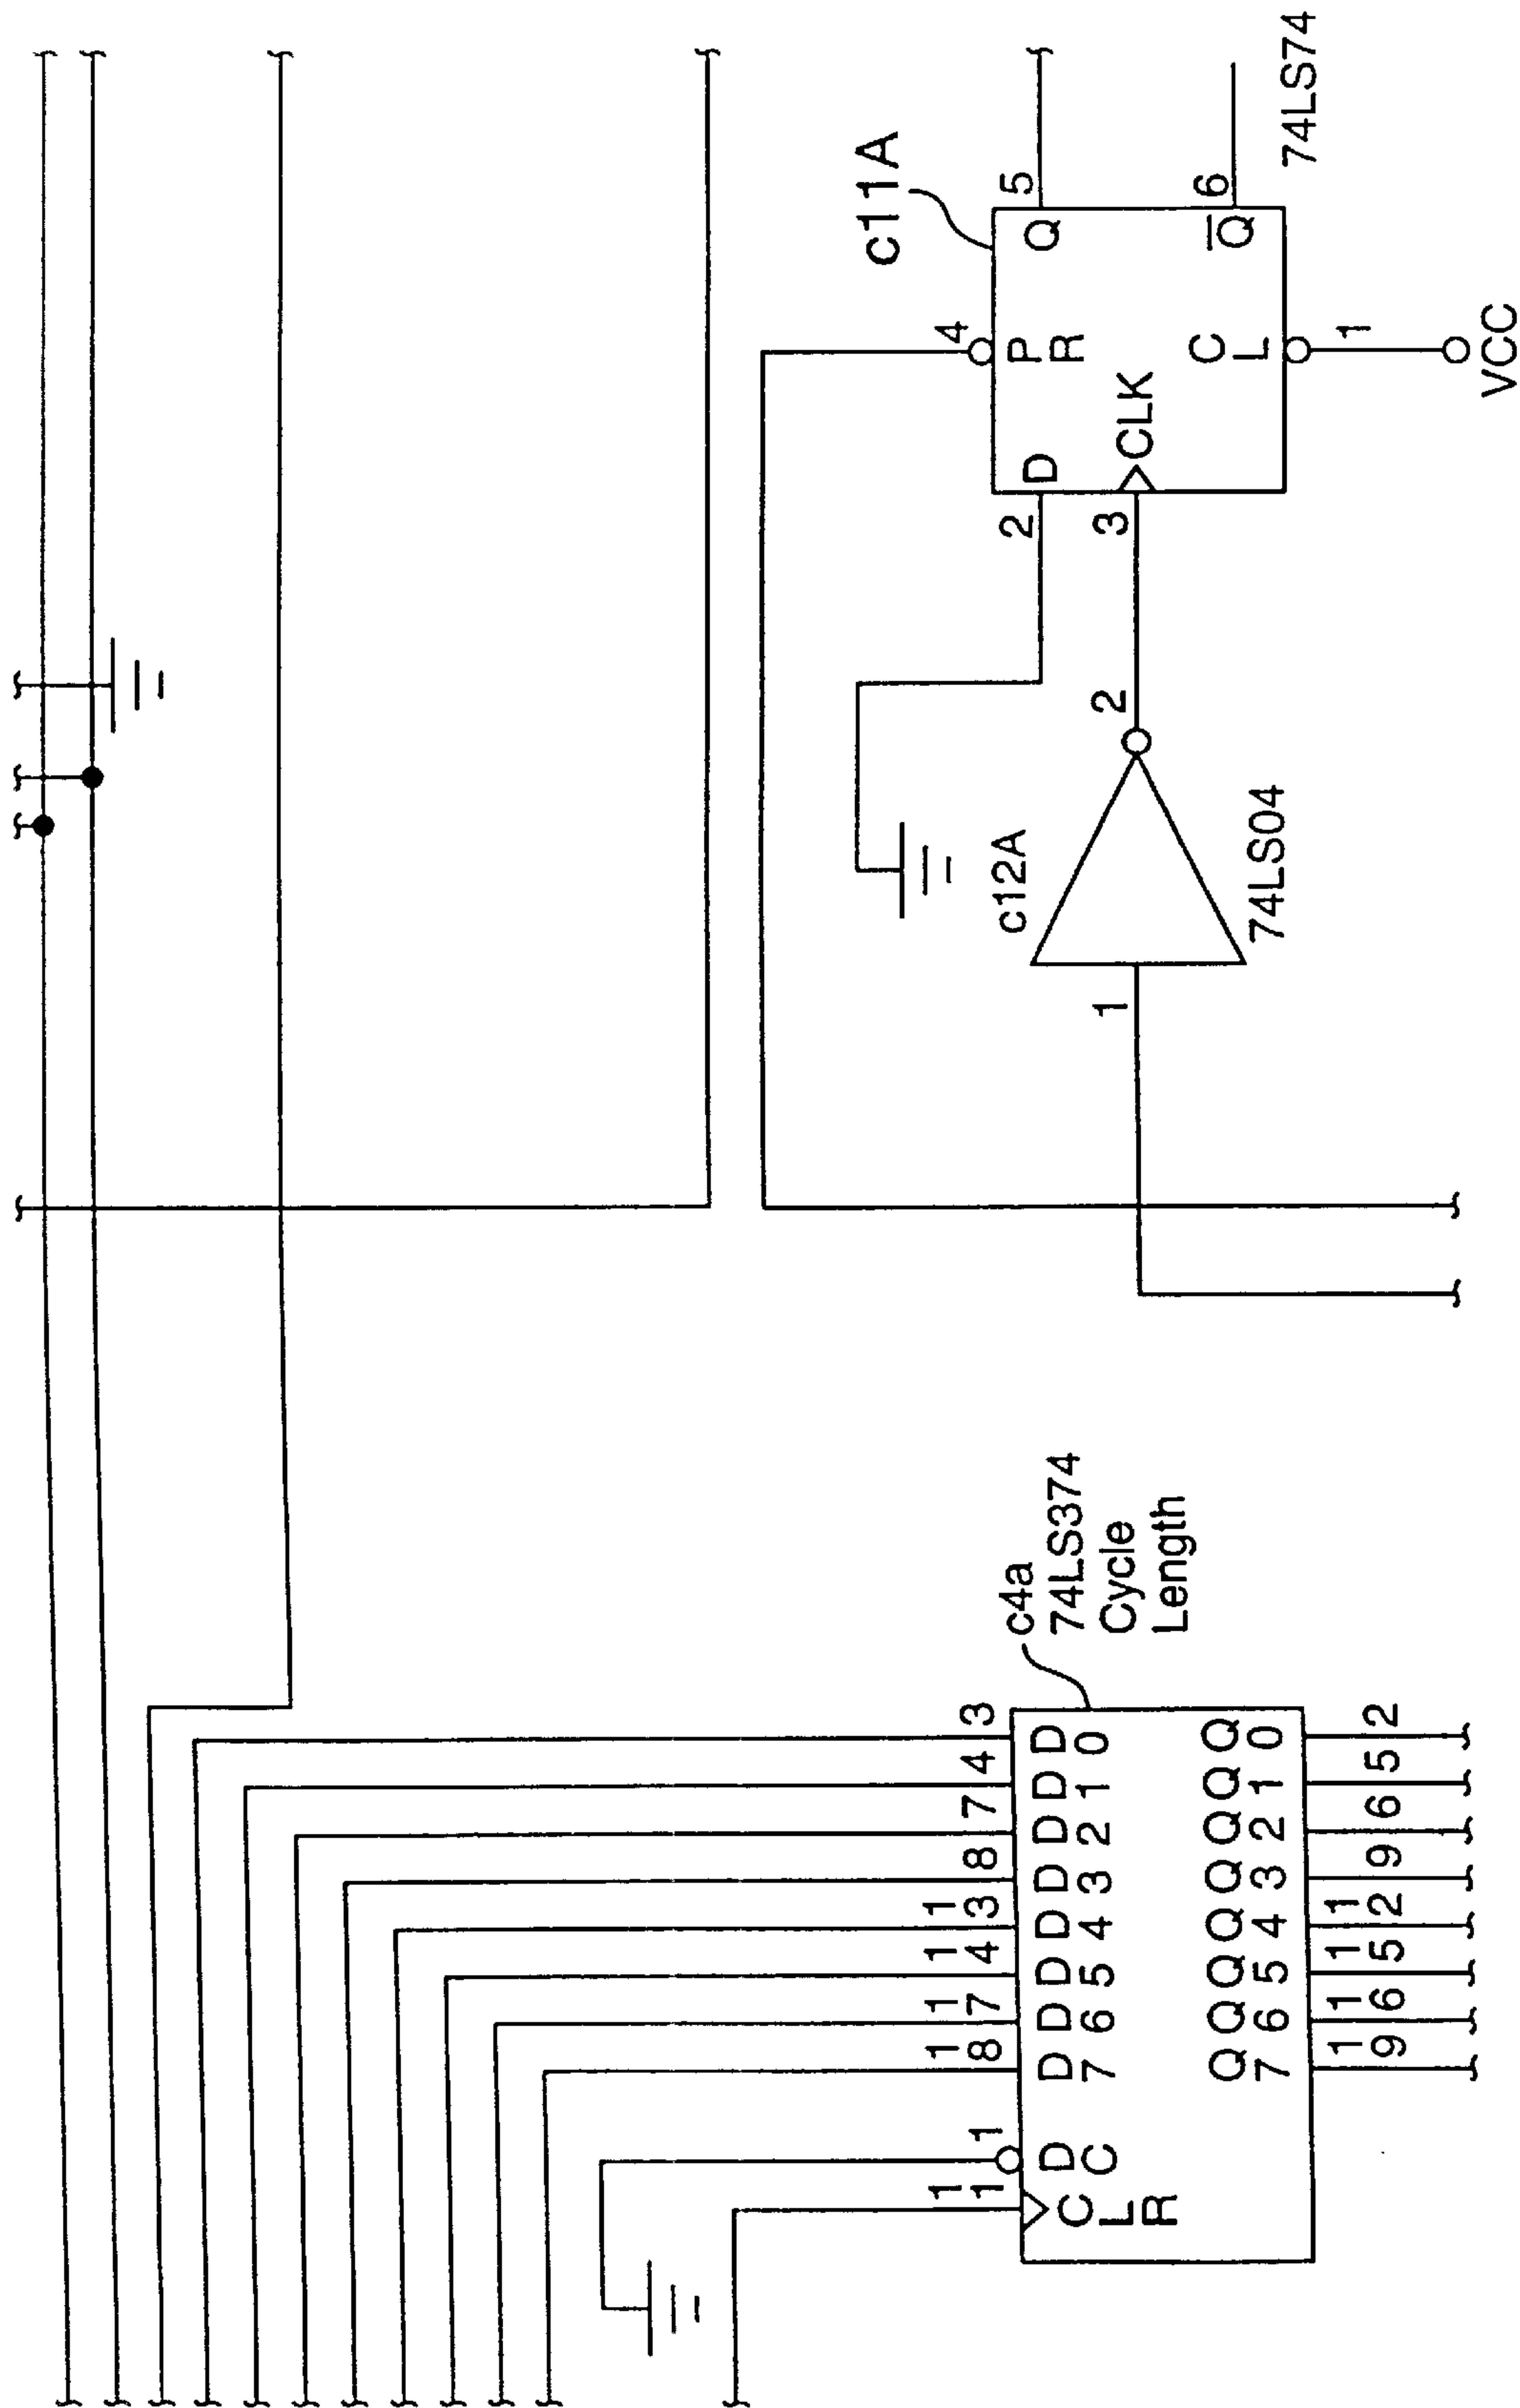 c4a
74LS374
Cycle
Length
3 4 7 8 13 14 17 18 1 11
D0 D1 D2 D3 D4 D5 D6 D7 DC CLR
Q0 Q1 Q2 Q3 Q4 Q5 Q6 Q7
2 5 6 9 12 15 16 19
c12A
1
2
74LS04
c11A
4
PR
2 D
Q 5
3 CLK
CL
Q̅ 6
1
VCC
74LS74